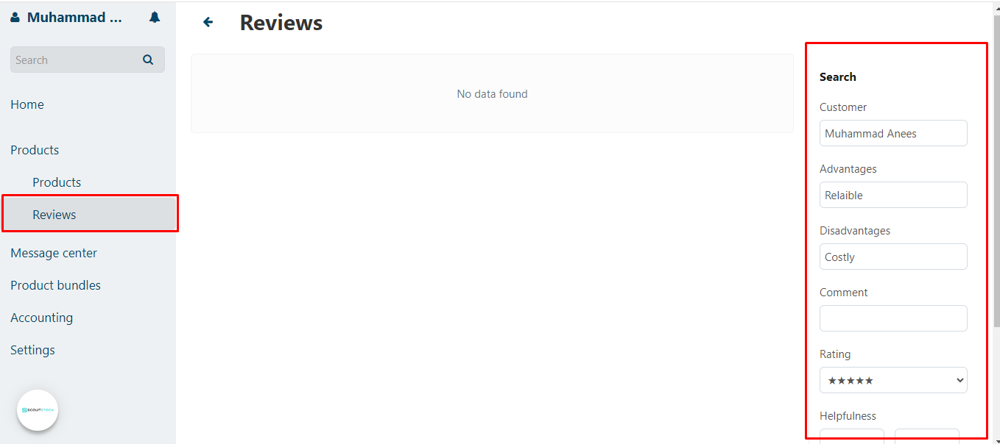 Muhammad ...
Search
Home
Products
Products
Reviews
Message center
Product bundles
Accounting
Settings
SCOUTSTOCK
Reviews
No data found
Search
Customer
Muhammad Anees
Advantages
Relaible
Disadvantages
Costly
Comment
Rating
★★★★★
Helpfulness